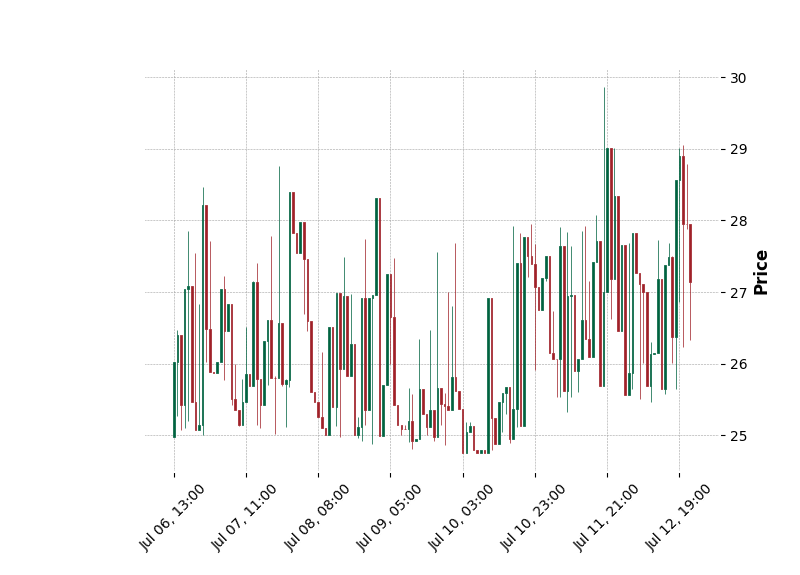 30
29
28
27
26
25
Price
Jul 06, 13:00
Jul 07, 11:00
Jul 08, 08:00
Jul 09, 05:00
Jul 10, 03:00
Jul 10, 23:00
Jul 11, 21:00
Jul 12, 19:00